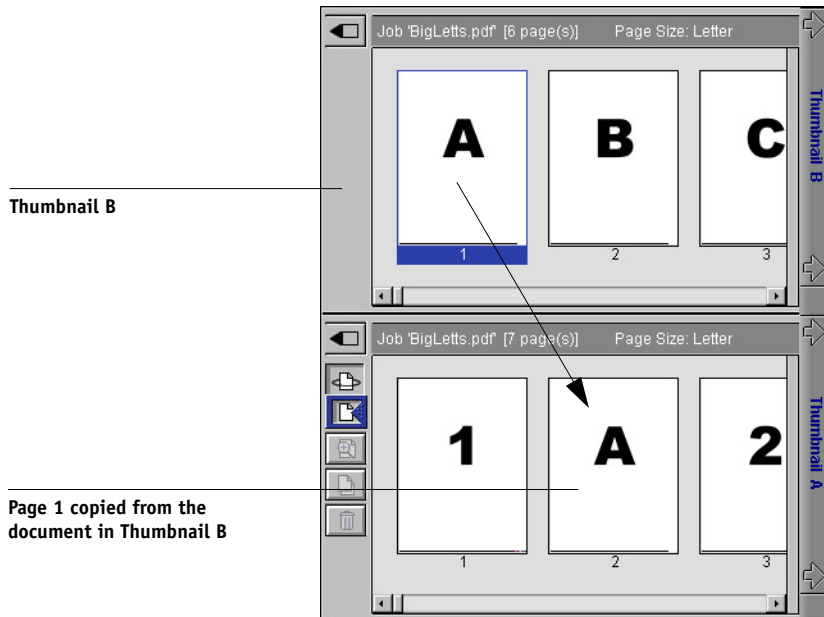 Job 'BigLetts.pdf' [6 page(s)] Page Size: Letter
Thumbnail B
A B C
1 2 3
Thumbnail B
Job 'BigLetts.pdf' [7 page(s)] Page Size: Letter
Thumbnail A
1 A 2
1 2 3
Page 1 copied from the
document in Thumbnail B